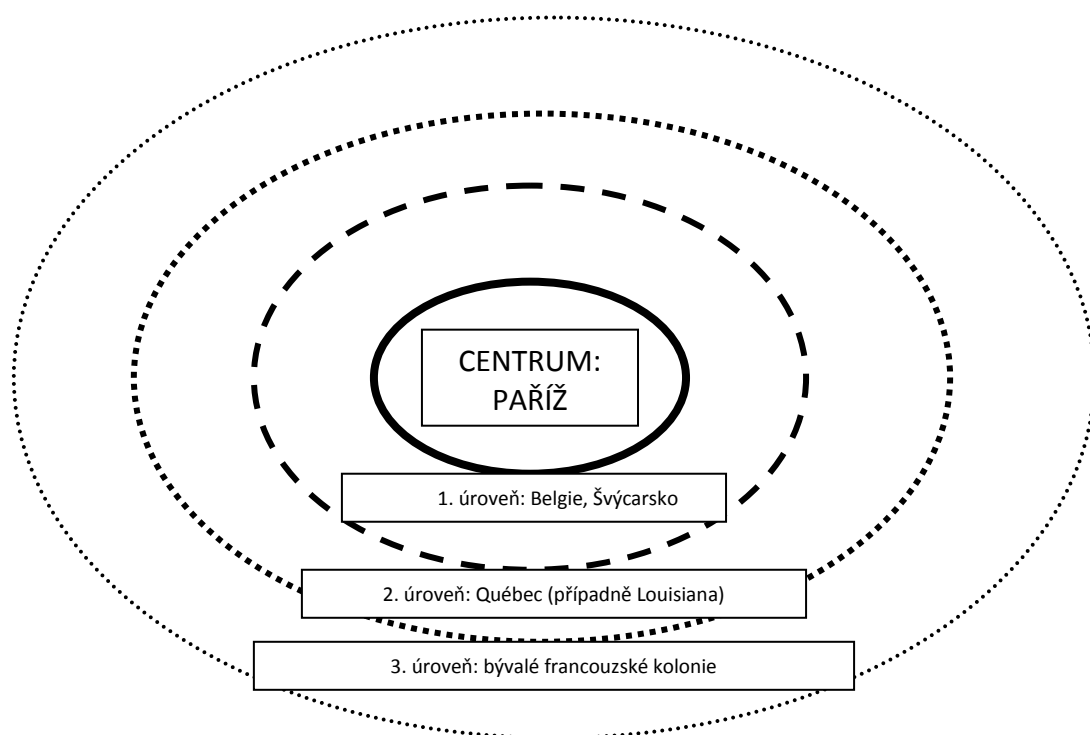 CENTRUM:
PAŘÍŽ
1. úroveň: Belgie, Švýcarsko
2. úroveň: Québec (případně Louisiana)
3. úroveň: bývalé francouzské kolonie